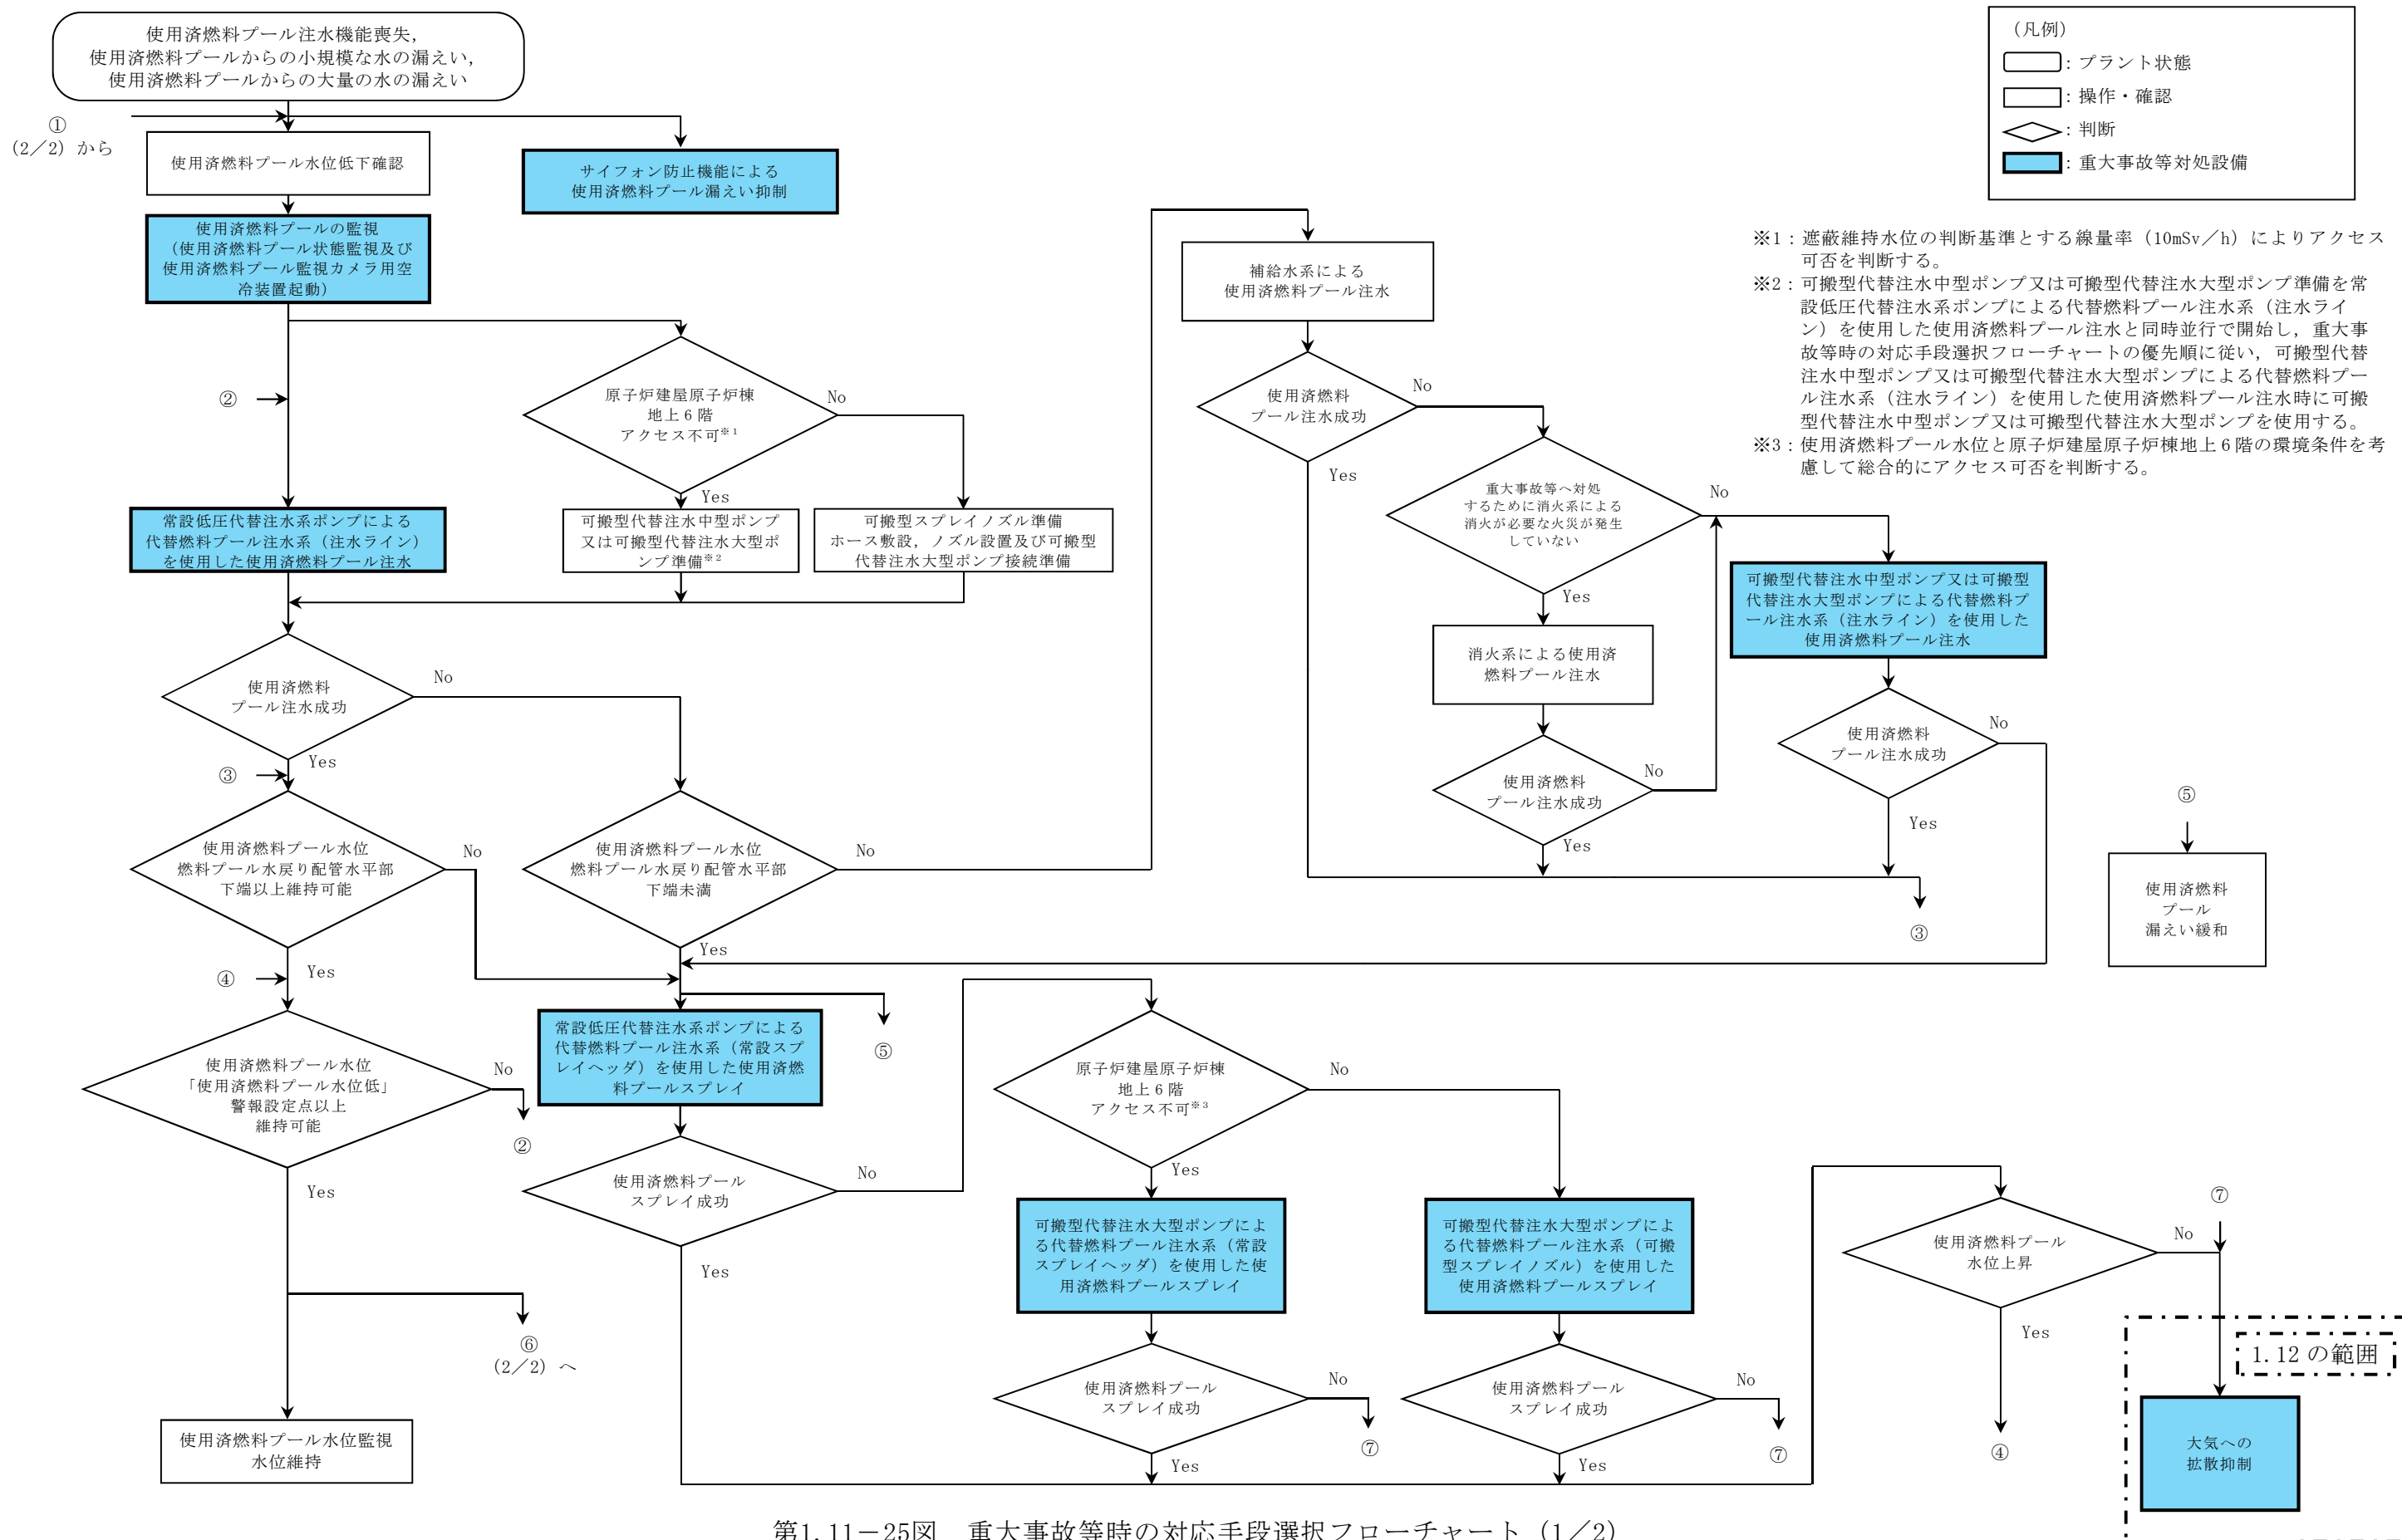 使用済燃料プール注水機能喪失，
使用済燃料プールからの小規模な水の漏えい，
使用済燃料プールからの大量の水の漏えい
①
（2／2）から
使用済燃料プール水位低下確認
サイフォン防止機能による
使用済燃料プール漏えい抑制
使用済燃料プールの監視
（使用済燃料プール状態監視及び
使用済燃料プール監視カメラ用空
冷装置起動）
②
原子炉建屋原子炉棟
地上６階
アクセス不可※１
No
Yes
常設低圧代替注水系ポンプによる
代替燃料プール注水系（注水ライン）
を使用した使用済燃料プール注水
可搬型代替注水中型ポンプ
又は可搬型代替注水大型ポ
ンプ準備※２
可搬型スプレイノズル準備
ホース敷設，ノズル設置及び可搬型
代替注水大型ポンプ接続準備
使用済燃料
プール注水成功
No
Yes
③
使用済燃料プール水位
燃料プール水戻り配管水平部
下端以上維持可能
No
Yes
使用済燃料プール水位
燃料プール水戻り配管水平部
下端未満
No
Yes
④
使用済燃料プール水位
「使用済燃料プール水位低」
警報設定点以上
維持可能
No
②
Yes
⑥
（2／2）へ
使用済燃料プール水位監視
水位維持
常設低圧代替注水系ポンプによる
代替燃料プール注水系（常設スプ
レイヘッダ）を使用した使用済燃
料プールスプレイ
⑤
使用済燃料プール
スプレイ成功
No
Yes
補給水系による
使用済燃料プール注水
使用済燃料
プール注水成功
No
Yes
重大事故等へ対処
するために消火系による
消火が必要な火災が発生
していない
No
Yes
消火系による使用済
燃料プール注水
使用済燃料
プール注水成功
No
Yes
可搬型代替注水中型ポンプ又は可搬型
代替注水大型ポンプによる代替燃料プ
ール注水系（注水ライン）を使用した
使用済燃料プール注水
使用済燃料
プール注水成功
No
Yes
③
⑤
使用済燃料
プール
漏えい緩和
原子炉建屋原子炉棟
地上６階
アクセス不可※３
No
Yes
可搬型代替注水大型ポンプによ
る代替燃料プール注水系（常設
スプレイヘッダ）を使用した使
用済燃料プールスプレイ
可搬型代替注水大型ポンプによ
る代替燃料プール注水系（可搬
型スプレイノズル）を使用した
使用済燃料プールスプレイ
使用済燃料プール
スプレイ成功
No
⑦
Yes
使用済燃料プール
スプレイ成功
No
⑦
Yes
使用済燃料プール
水位上昇
No
Yes
④
⑦
1.12 の範囲
大気への
拡散抑制
（凡例）
：プラント状態
：操作・確認
：判断
：重大事故等対処設備
※1：遮蔽維持水位の判断基準とする線量率（10mSv／h）によりアクセス
可否を判断する。
※2：可搬型代替注水中型ポンプ又は可搬型代替注水大型ポンプ準備を常
設低圧代替注水系ポンプによる代替燃料プール注水系（注水ライ
ン）を使用した使用済燃料プール注水と同時並行で開始し，重大事
故等時の対応手段選択フローチャートの優先順に従い，可搬型代替
注水中型ポンプ又は可搬型代替注水大型ポンプによる代替燃料プー
ル注水系（注水ライン）を使用した使用済燃料プール注水時に可搬
型代替注水中型ポンプ又は可搬型代替注水大型ポンプを使用する。
※3：使用済燃料プール水位と原子炉建屋原子炉棟地上６階の環境条件を考
慮して総合的にアクセス可否を判断する。
第1.11－25図　重大事故等時の対応手段選択フローチャート（1／2）